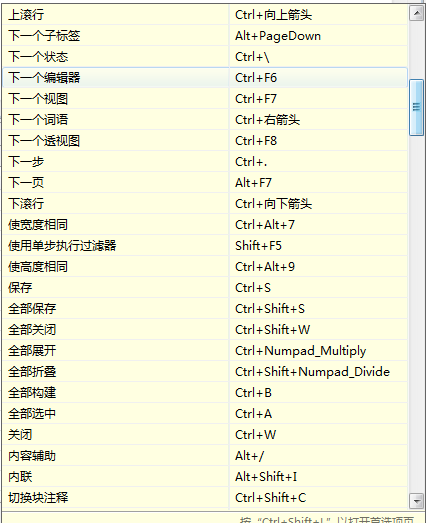 上滚行 Ctrl+向上箭头
下一个子标签 Alt+PageDown
下一个状态 Ctrl+\
下一个编辑器 Ctrl+F6
下一个视图 Ctrl+F7
下一个词语 Ctrl+右箭头
下一个透视图 Ctrl+F8
下一步 Ctrl+.
下一页 Alt+F7
下滚行 Ctrl+向下箭头
使宽度相同 Ctrl+Alt+7
使用单步执行过滤器 Shift+F5
使高度相同 Ctrl+Alt+9
保存 Ctrl+S
全部保存 Ctrl+Shift+S
全部关闭 Ctrl+Shift+W
全部展开 Ctrl+Numpad_Multiply
全部折叠 Ctrl+Shift+Numpad_Divide
全部构建 Ctrl+B
全部选中 Ctrl+A
关闭 Ctrl+W
内容辅助 Alt+/
内联 Alt+Shift+I
切换块注释 Ctrl+Shift+C
按“Ctrl+Shift+L”以打开首选项页